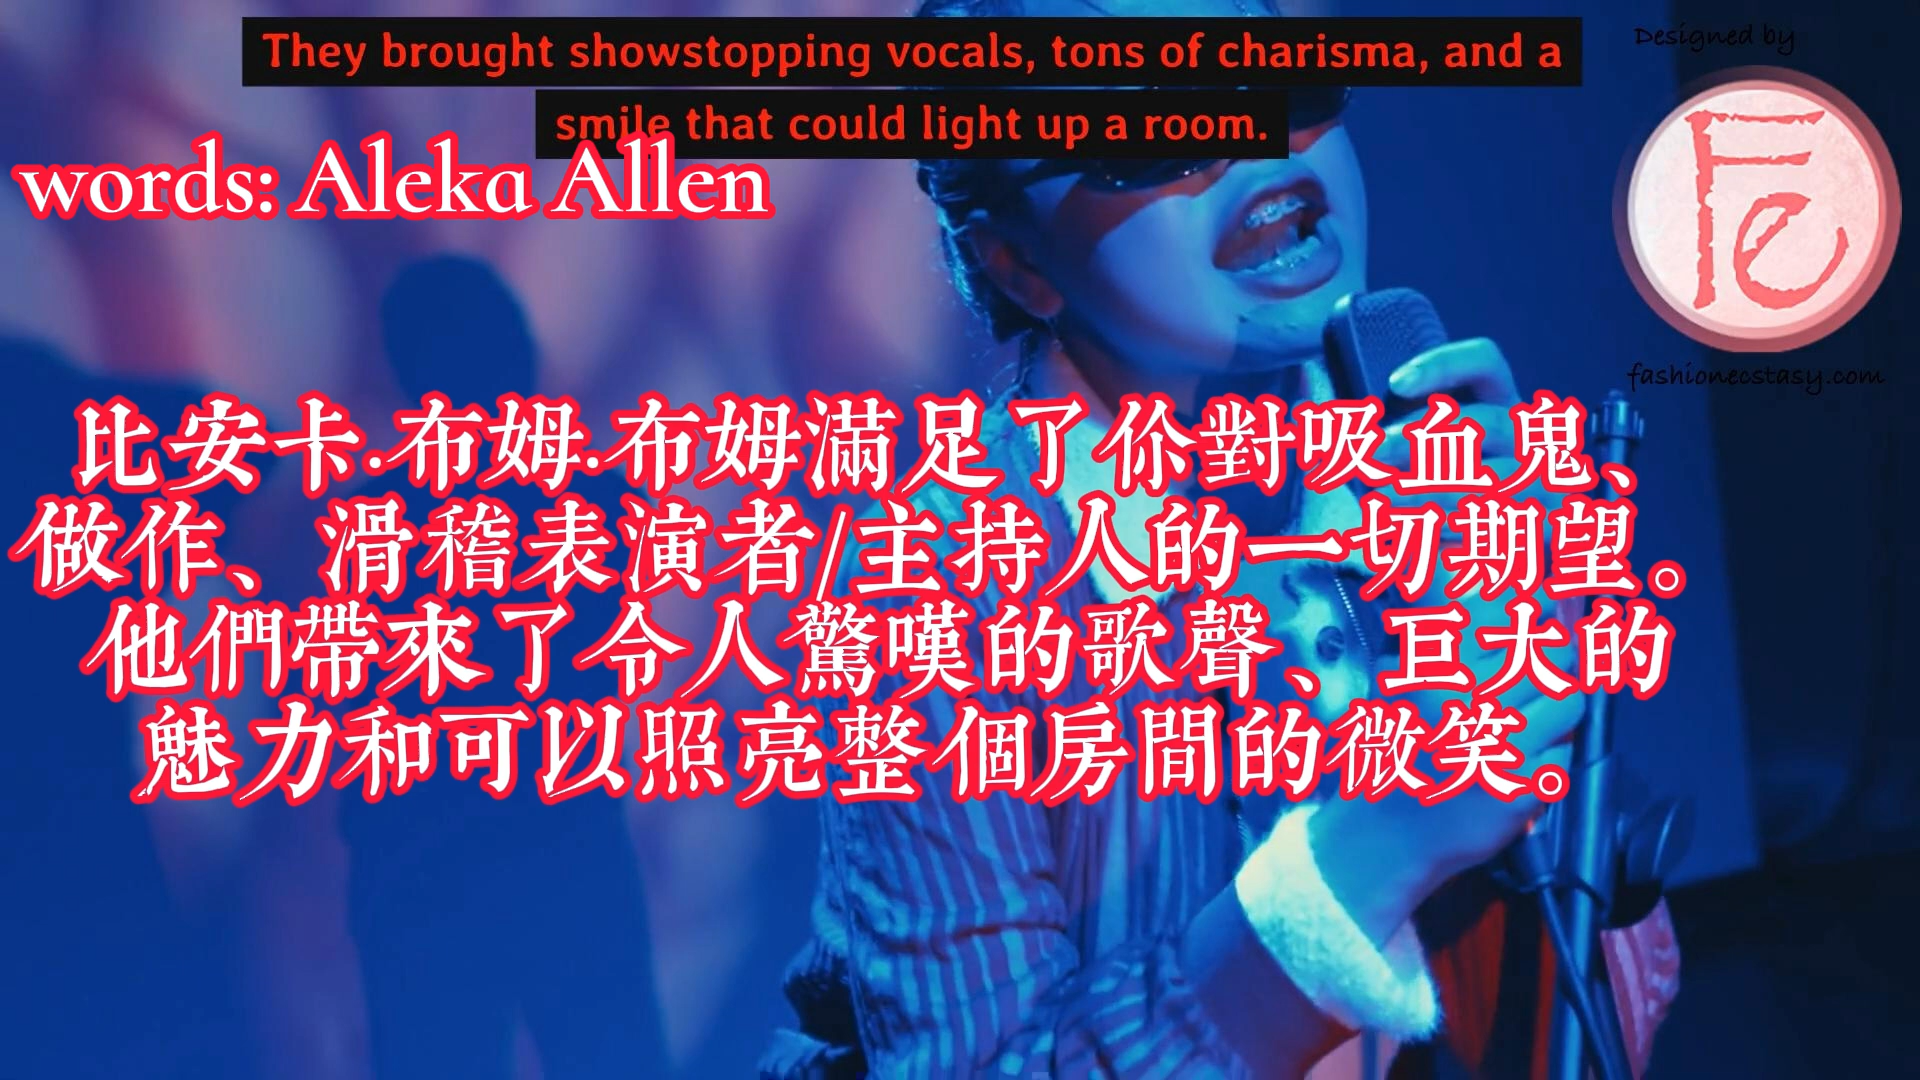 They brought showstopping vocals, tons of charisma, and a
smile that could light up a room.
words: Aleka Allen
Designed by
Fe
fashionecstasy.com
比安卡·布姆·布姆滿足了你對吸血鬼、
做作、滑稽表演者/主持人的一切期望。
他們帶來了令人驚嘆的歌聲、巨大的
魅力和可以照亮整個房間的微笑。